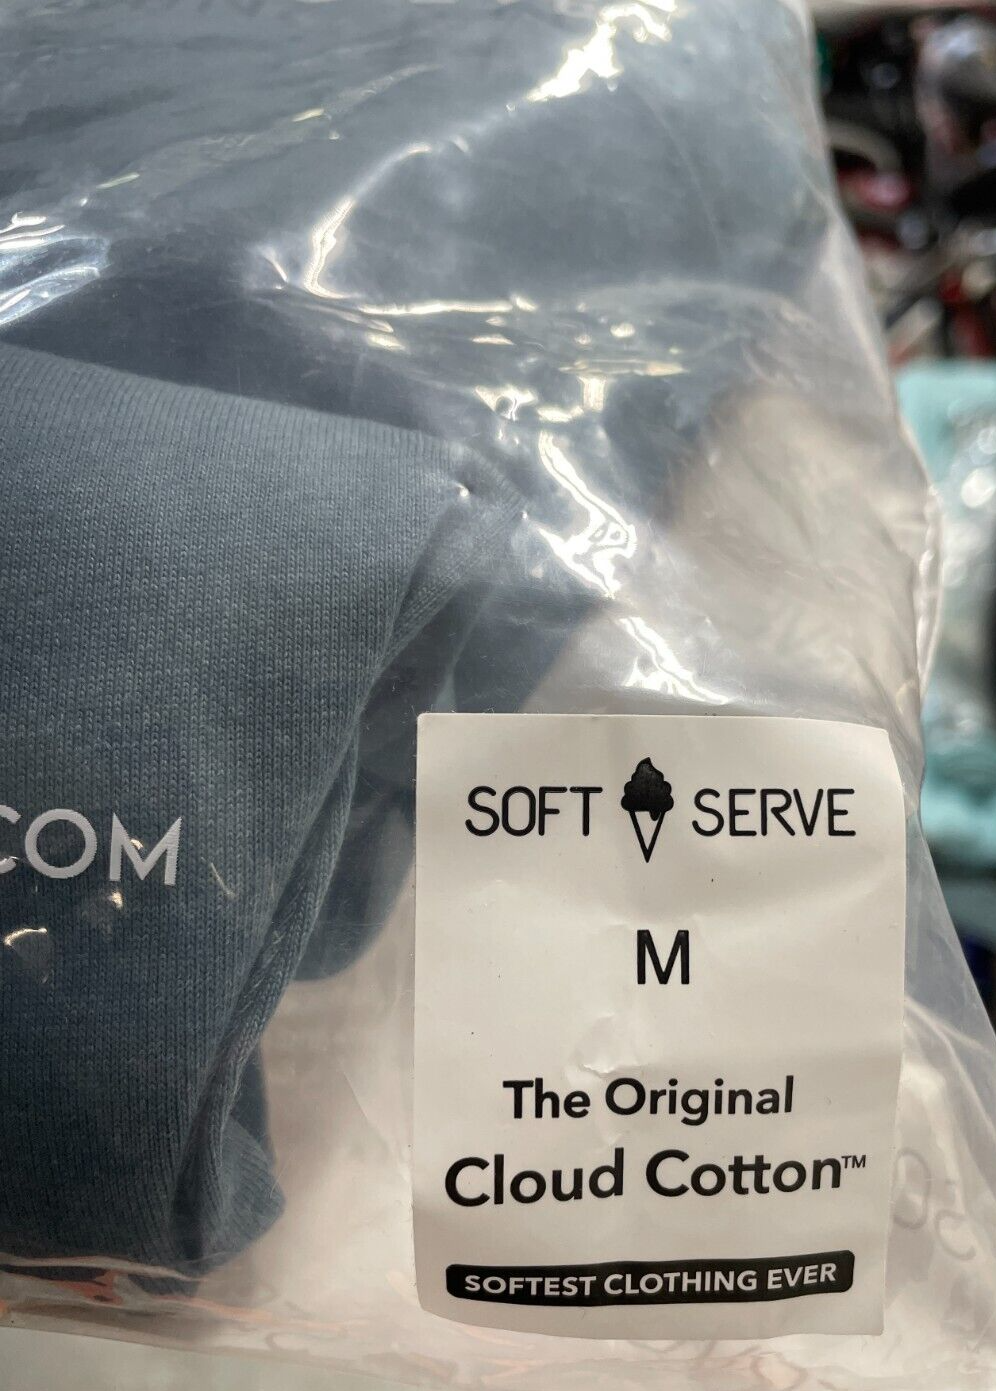 COM
SOFT SERVE
M
The Original
Cloud Cotton™
SOFTEST CLOTHING EVER